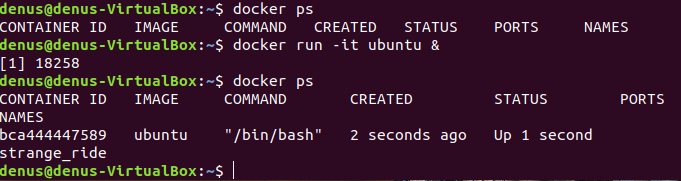 denus@denus-VirtualBox:~$ docker ps
CONTAINER ID   IMAGE     COMMAND   CREATED   STATUS    PORTS     NAMES
denus@denus-VirtualBox:~$ docker run -it ubuntu &
[1] 18258
denus@denus-VirtualBox:~$ docker ps
CONTAINER ID   IMAGE     COMMAND       CREATED         STATUS        PORTS
NAMES
bca444447589   ubuntu    "/bin/bash"   2 seconds ago   Up 1 second
strange_ride
denus@denus-VirtualBox:~$